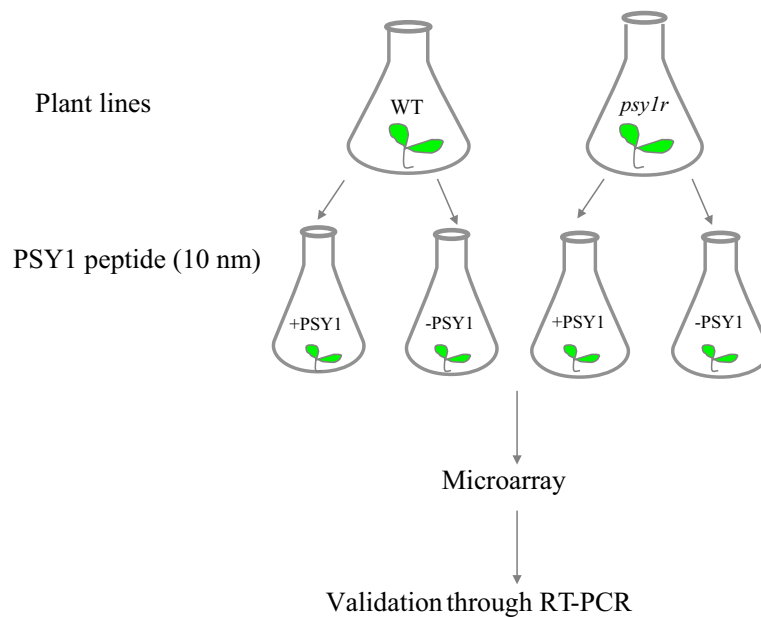 Plant lines
WT
psy1r
PSY1 peptide (10 nm)
+PSY1
-PSY1
+PSY1
-PSY1
Microarray
Validation through RT-PCR